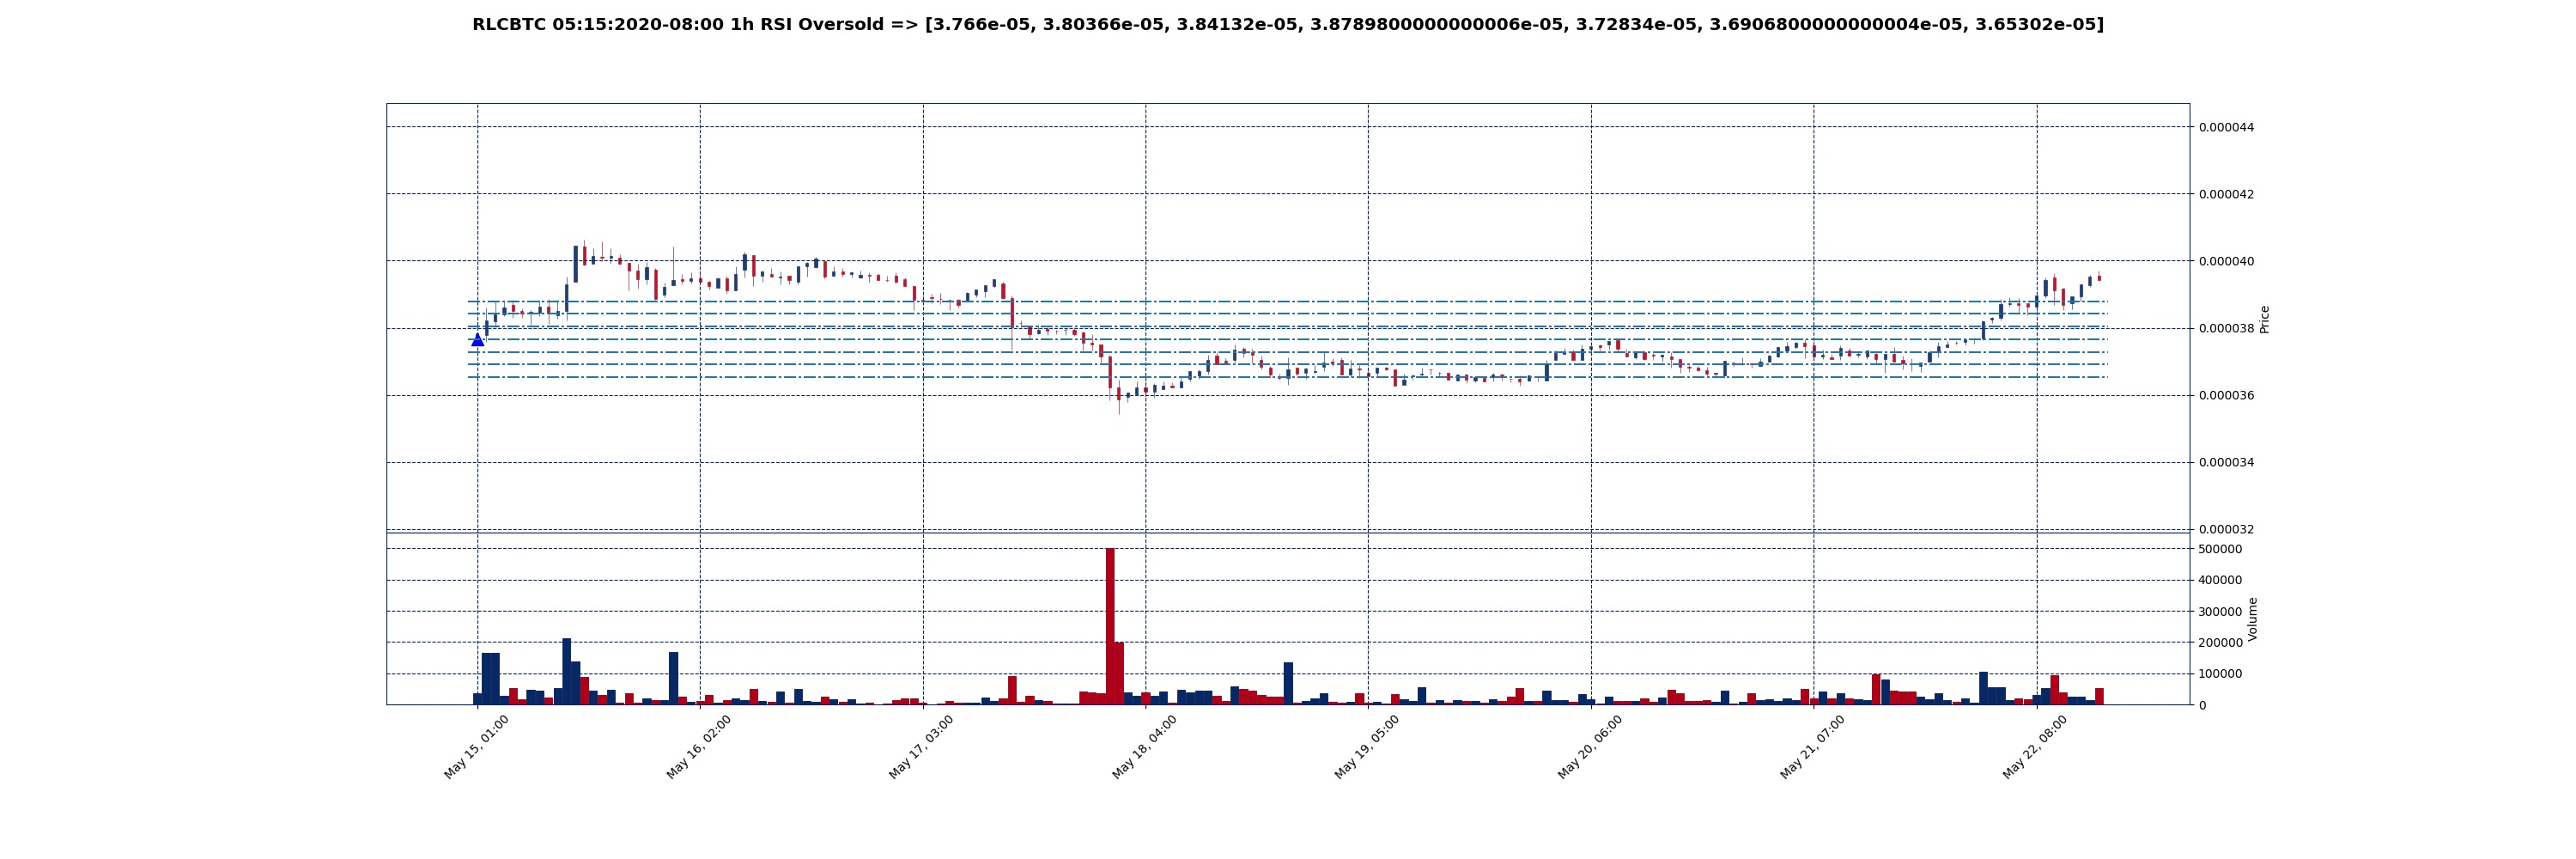 RLCBTC 05:15:2020-08:00 1h RSI Oversold => [3.766e-05, 3.80366e-05, 3.84132e-05, 3.8789800000000006e-05, 3.72834e-05, 3.6906800000000004e-05, 3.65302e-05]
0.000044
0.000042
0.000040
0.000038
0.000036
0.000034
0.000032
Price
500000
400000
300000
200000
100000
0
Volume
May 15, 01:00
May 16, 02:00
May 17, 03:00
May 18, 04:00
May 19, 05:00
May 20, 06:00
May 21, 07:00
May 22, 08:00